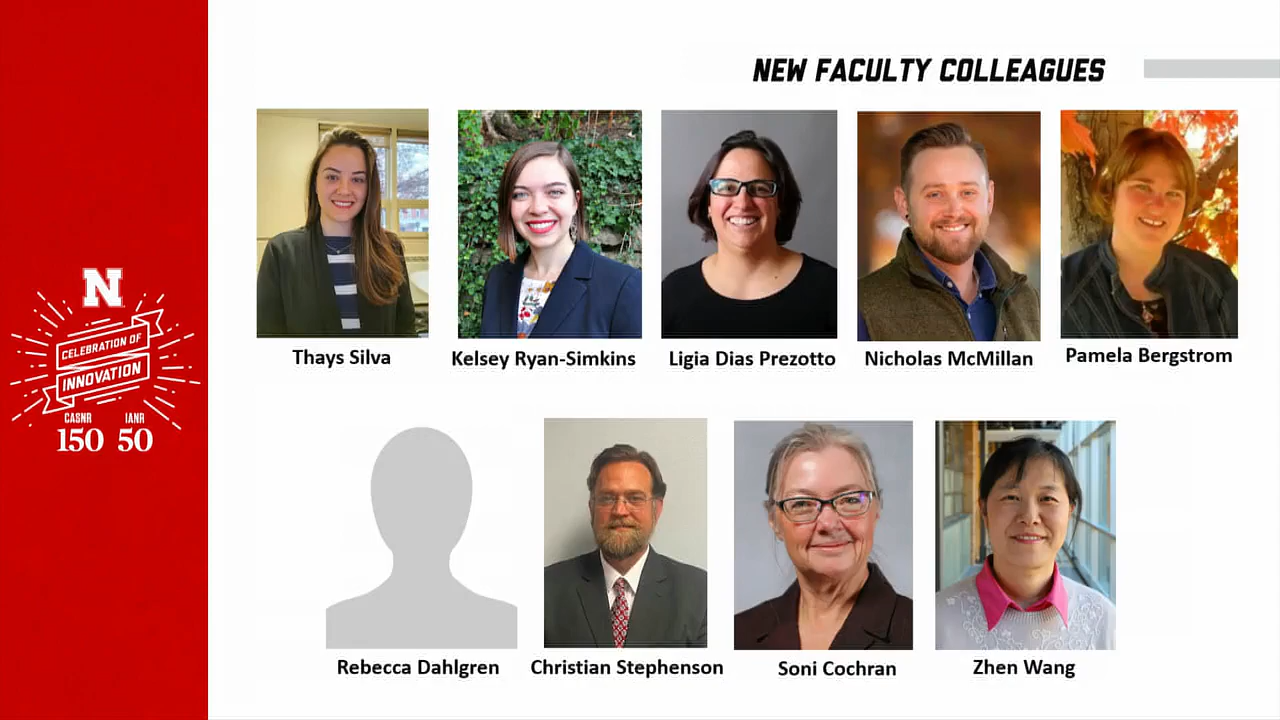 NEW FACULTY COLLEAGUES
Thays Silva
Kelsey Ryan-Simkins
Ligia Dias Prezotto
Nicholas McMillan
Pamela Bergstrom
N
CELEBRATION OF
INNOVATION
CASNR IANR
150 50
Rebecca Dahlgren
Christian Stephenson
Soni Cochran
Zhen Wang